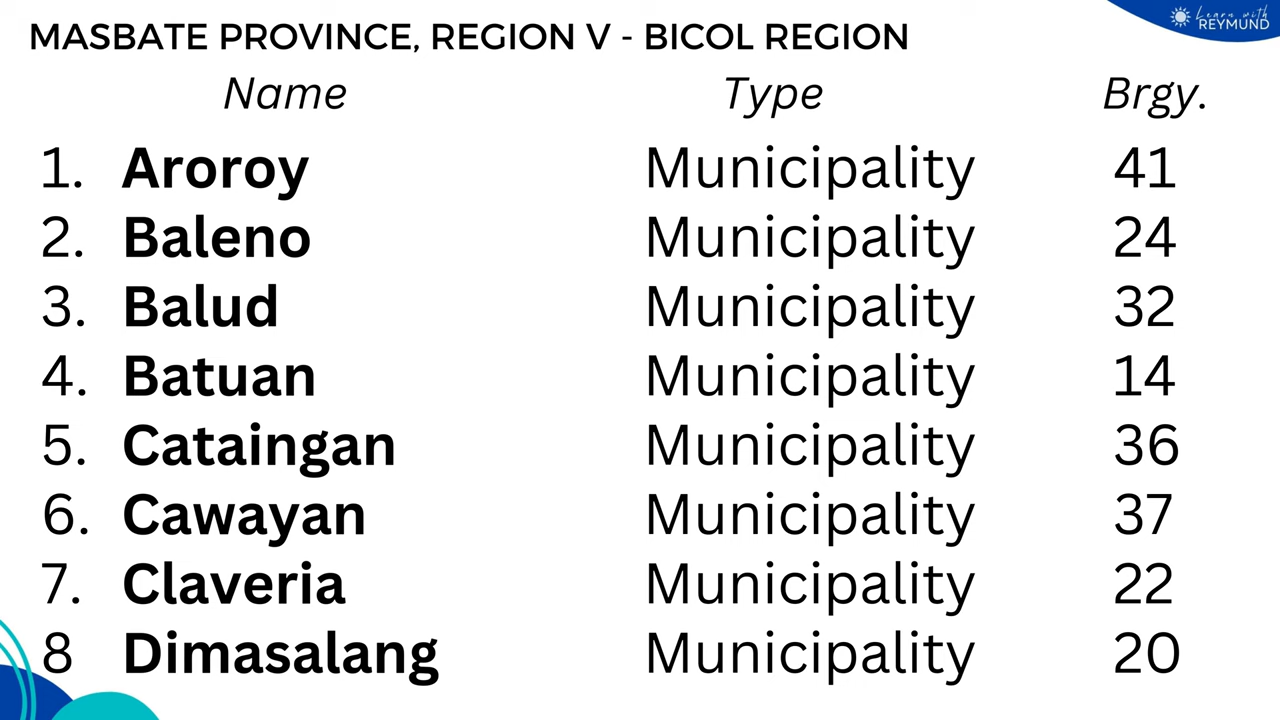 MASBATE PROVINCE, REGION V - BICOL REGION
Learn with
REYMUND
Name Type Brgy.
1. Aroroy Municipality 41
2. Baleno Municipality 24
3. Balud Municipality 32
4. Batuan Municipality 14
5. Cataingan Municipality 36
6. Cawayan Municipality 37
7. Claveria Municipality 22
8 Dimasalang Municipality 20